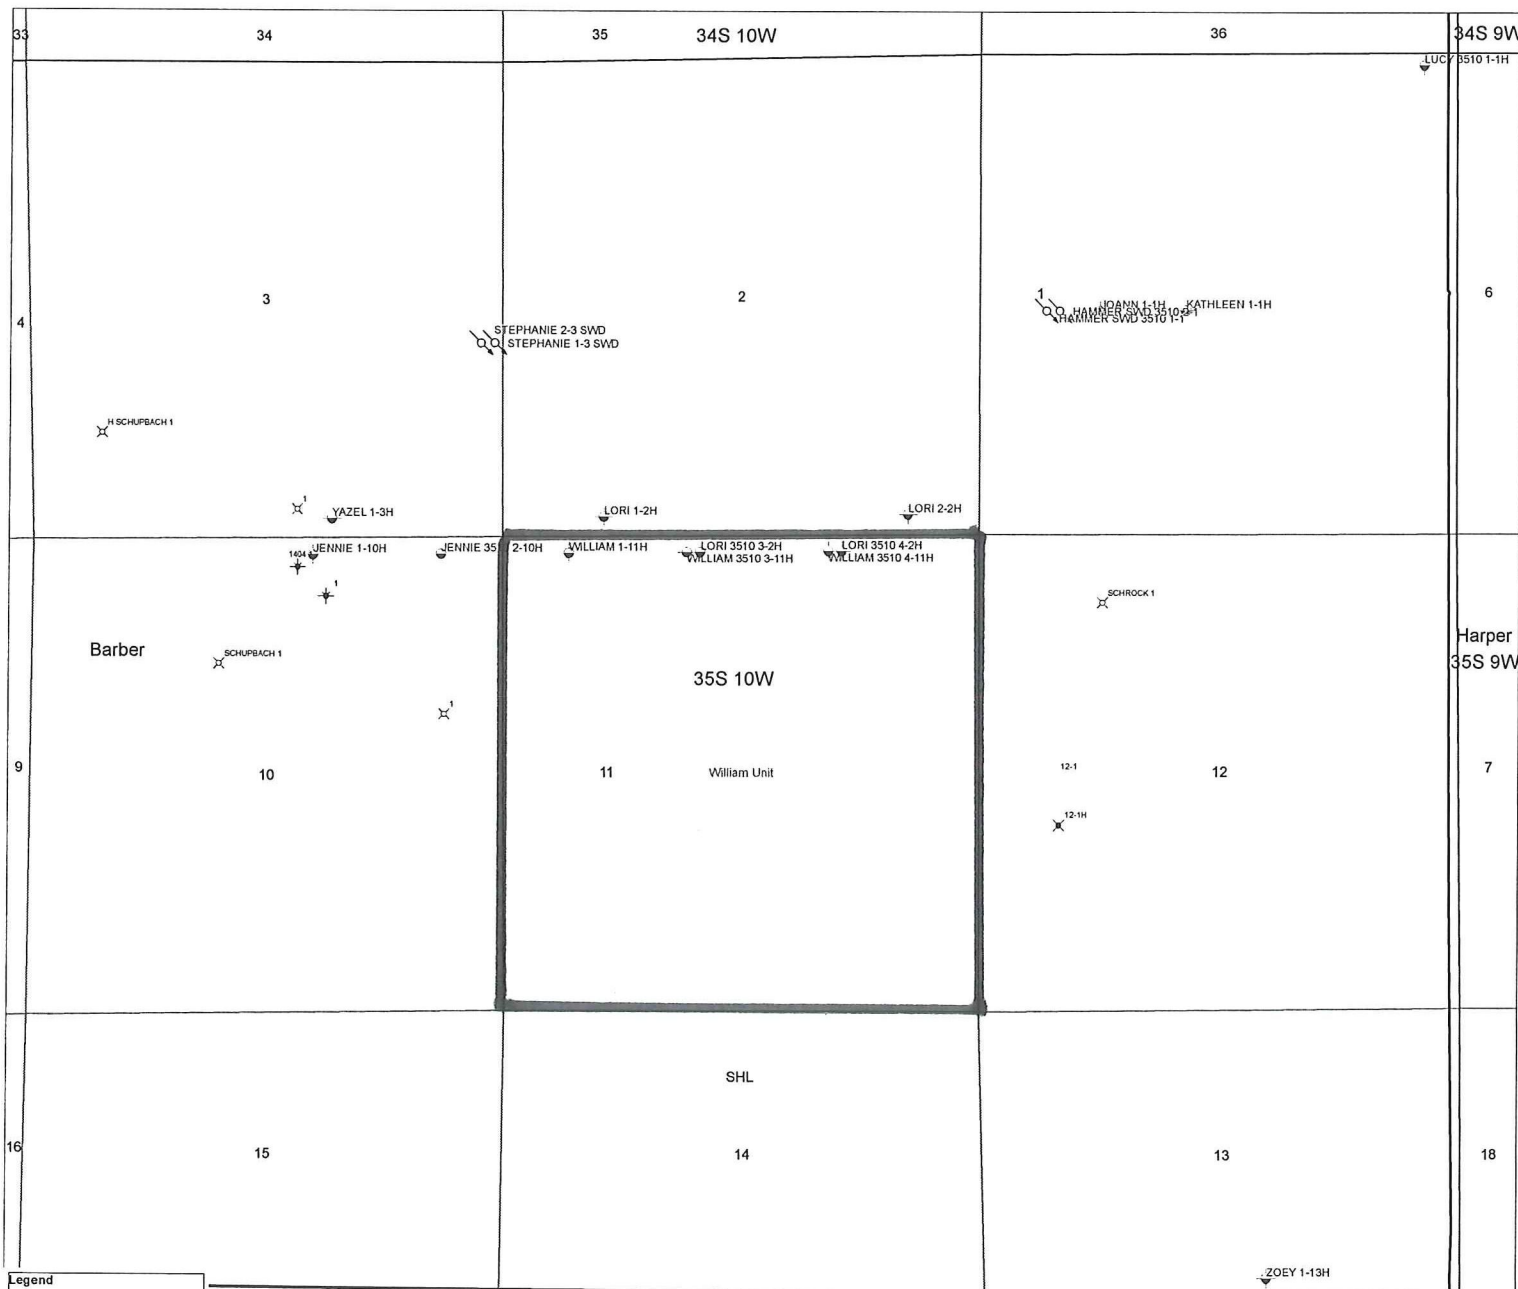 33
34
35
34S 10W
36
34S 9W
LUCY 3510 1-1H
4
3
2
1
6
JOANN 1-1H
KATHLEEN 1-1H
HAMMER SWD 3510 2-1
HAMMER SWD 3510 1-1
STEPHANIE 2-3 SWD
STEPHANIE 1-3 SWD
H SCHUPBACH 1
1
YAZEL 1-3H
LORI 1-2H
LORI 2-2H
JENNIE 1-10H
1404
JENNIE 35 2-10H
WILLIAM 1-11H
LORI 3510 3-2H
WILLIAM 3510 3-11H
LORI 3510 4-2H
WILLIAM 3510 4-11H
1
SCHROCK 1
Barber
SCHUPBACH 1
Harper
35S 9W
35S 10W
1
9
10
11
William Unit
12-1
12
7
12-1H
SHL
16
15
14
13
18
ZOEY 1-13H
Legend